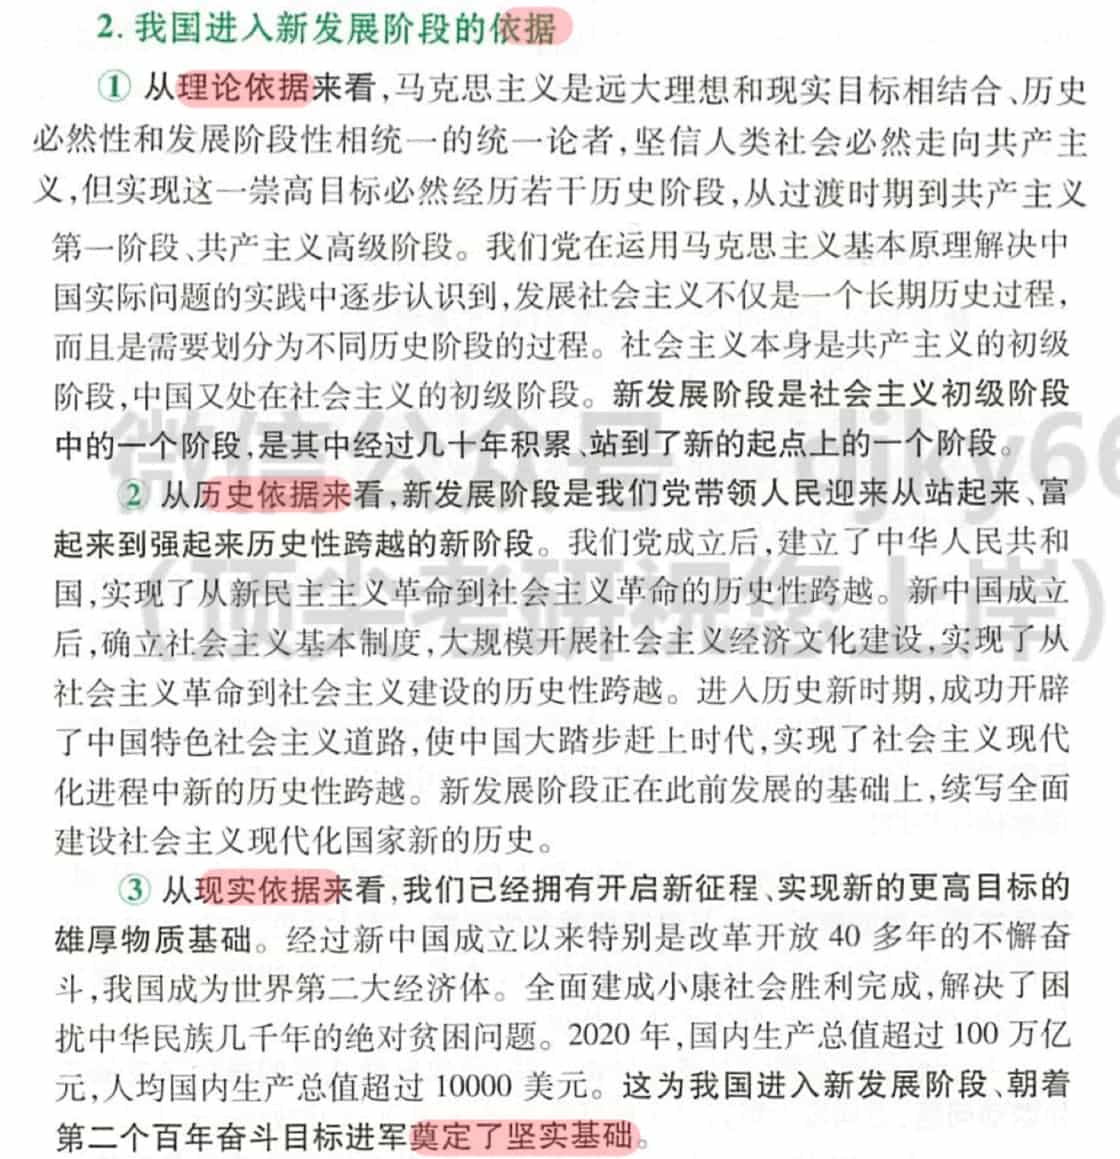 2. 我国进入新发展阶段的依据
① 从理论依据来看,马克思主义是远大理想和现实目标相结合、历史
必然性和发展阶段性相统一的统一论者,坚信人类社会必然走向共产主
义,但实现这一崇高目标必然经历若干历史阶段,从过渡时期到共产主义
第一阶段、共产主义高级阶段。我们党在运用马克思主义基本原理解决中
国实际问题的实践中逐步认识到,发展社会主义不仅是一个长期历史过程,
而且是需要划分为不同历史阶段的过程。社会主义本身是共产主义的初级
阶段,中国又处在社会主义的初级阶段。新发展阶段是社会主义初级阶段
中的一个阶段,是其中经过几十年积累、站到了新的起点上的一个阶段。
微信公众号 djky66
② 从历史依据来看,新发展阶段是我们党带领人民迎来从站起来、富
起来到强起来历史性跨越的新阶段。我们党成立后,建立了中华人民共和
国,实现了从新民主主义革命到社会主义革命的历史性跨越。新中国成立
(顶尖考研祝您上岸)
后,确立社会主义基本制度,大规模开展社会主义经济文化建设,实现了从
社会主义革命到社会主义建设的历史性跨越。进入历史新时期,成功开辟
了中国特色社会主义道路,使中国大踏步赶上时代,实现了社会主义现代
化进程中新的历史性跨越。新发展阶段正在此前发展的基础上,续写全面
建设社会主义现代化国家新的历史。
③ 从现实依据来看,我们已经拥有开启新征程、实现新的更高目标的
雄厚物质基础。经过新中国成立以来特别是改革开放 40 多年的不懈奋
斗,我国成为世界第二大经济体。全面建成小康社会胜利完成,解决了困
扰中华民族几千年的绝对贫困问题。2020 年,国内生产总值超过 100 万亿
元,人均国内生产总值超过 10000 美元。这为我国进入新发展阶段、朝着
第二个百年奋斗目标进军奠定了坚实基础。